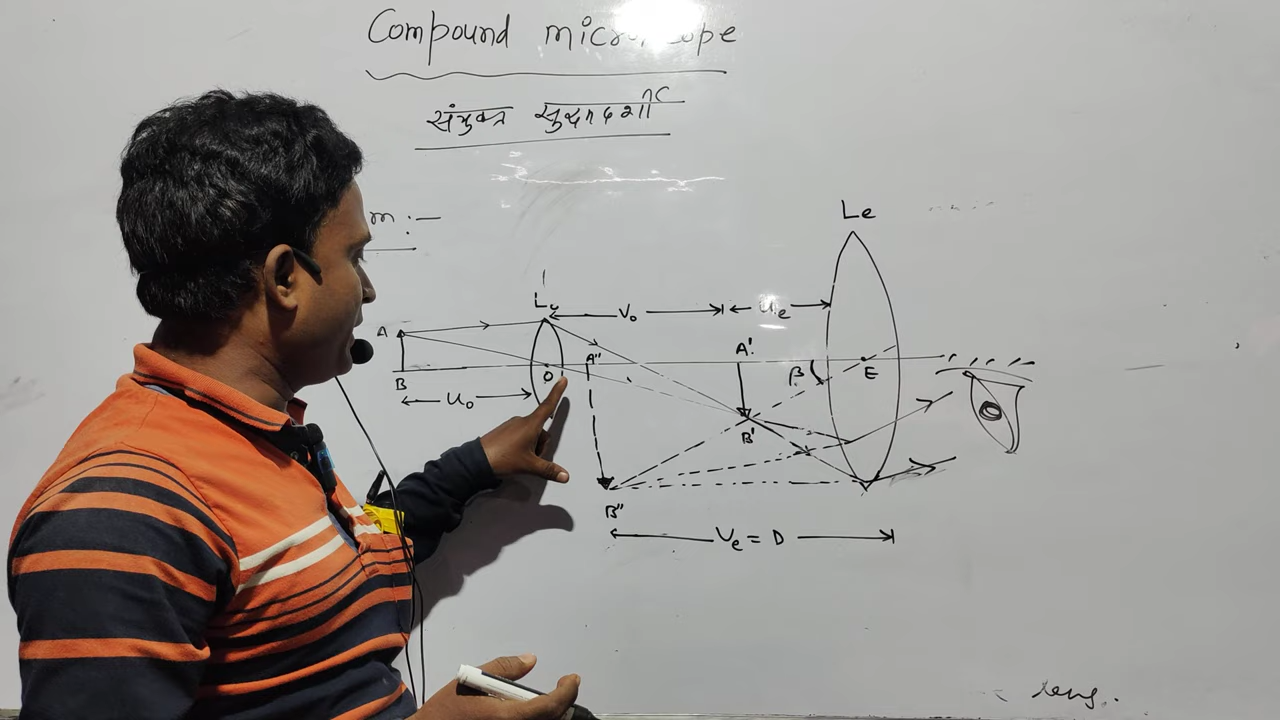 Compound microscope
संयुक्त सुक्ष्मदर्शी
m :-
Le
Lo
Vo
Ue
A
A''
A'
B
O
β
E
Uo
B'
B''
Ve = D
lens.